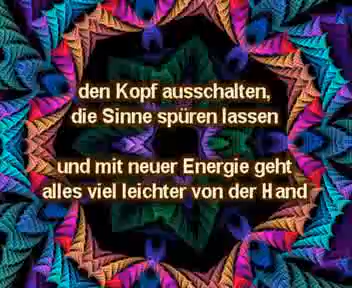 den Kopf ausschalten,
die Sinne spüren lassen
und mit neuer Energie geht
alles viel leichter von der Hand